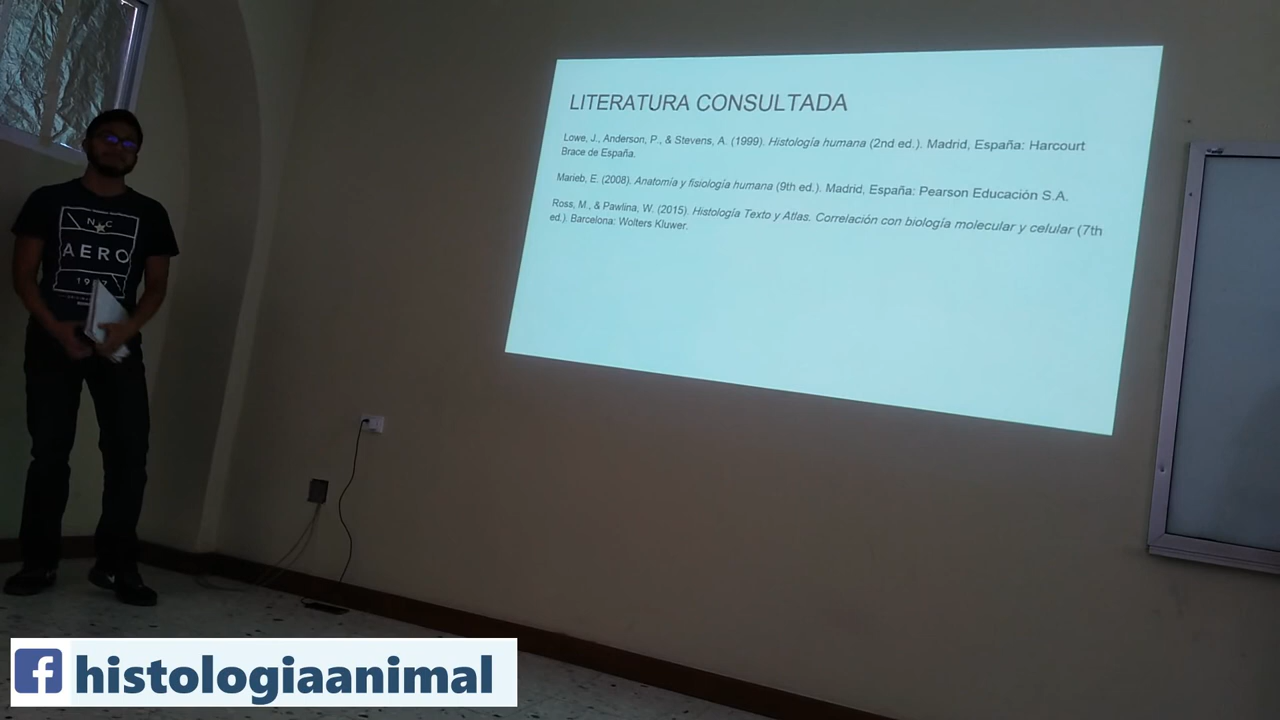 LITERATURA CONSULTADA
Lowe, J., Anderson, P., & Stevens, A. (1999). Histología humana (2nd ed.). Madrid, España: Harcourt
Brace de España.
Marieb, E. (2008). Anatomía y fisiología humana (9th ed.). Madrid, España: Pearson Educación S.A.
Ross, M., & Pawlina, W. (2015). Histología Texto y Atlas. Correlación con biología molecular y celular (7th
ed.). Barcelona: Wolters Kluwer.
N C
AERO
histologiaanimal